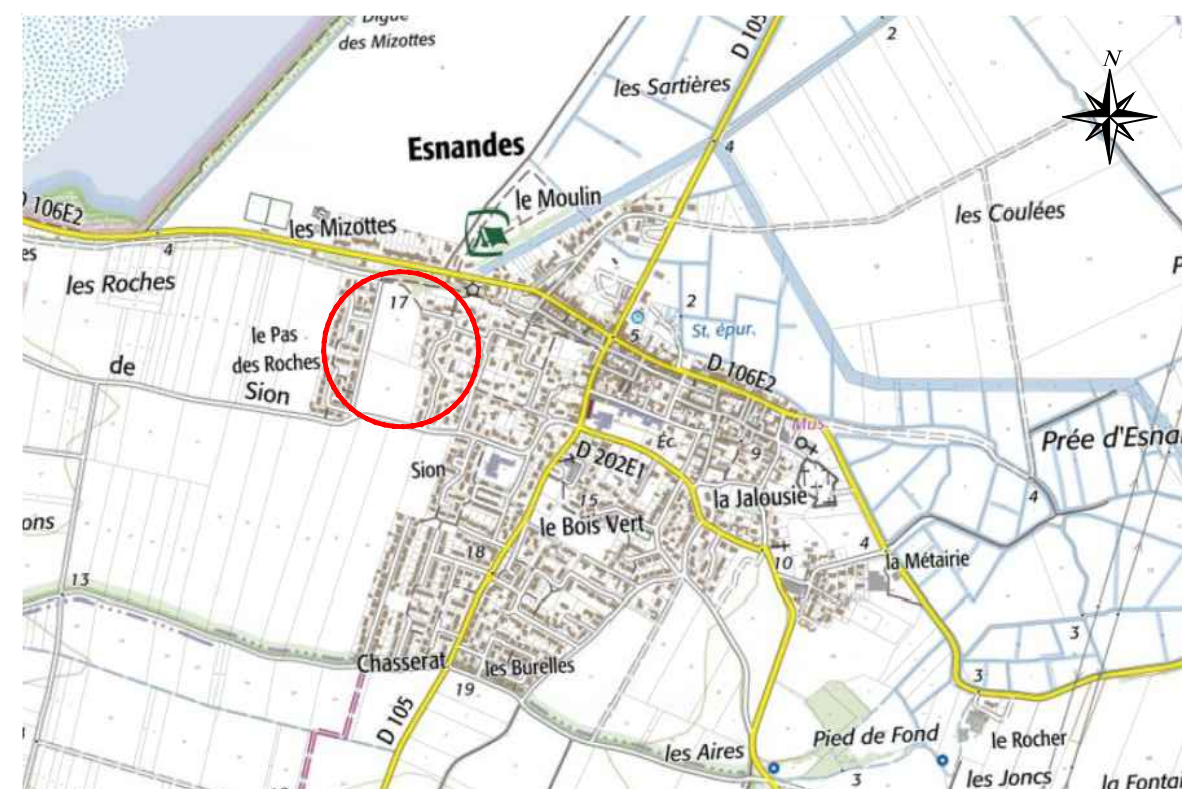 Digue
des Mizottes
D 105
2
les Sartières
N
Esnandes
4
le Moulin
D 106E2
les Mizottes
les Coulées
4
es
P
les Roches
17
2
le Pas
des Roches
St. épur.
5
de
Sion
D 106E2
Mus.
Éc.
Prée d'Esna
D 202E1
9
Sion
la Jalousie
4
15
ons
le Bois Vert
18
4
la Métairie
10
13
3
Chasserat
les Burelles
19
3
D 105
les Aires
Pied de Fond
le Rocher
3
les Joncs
la Fontai